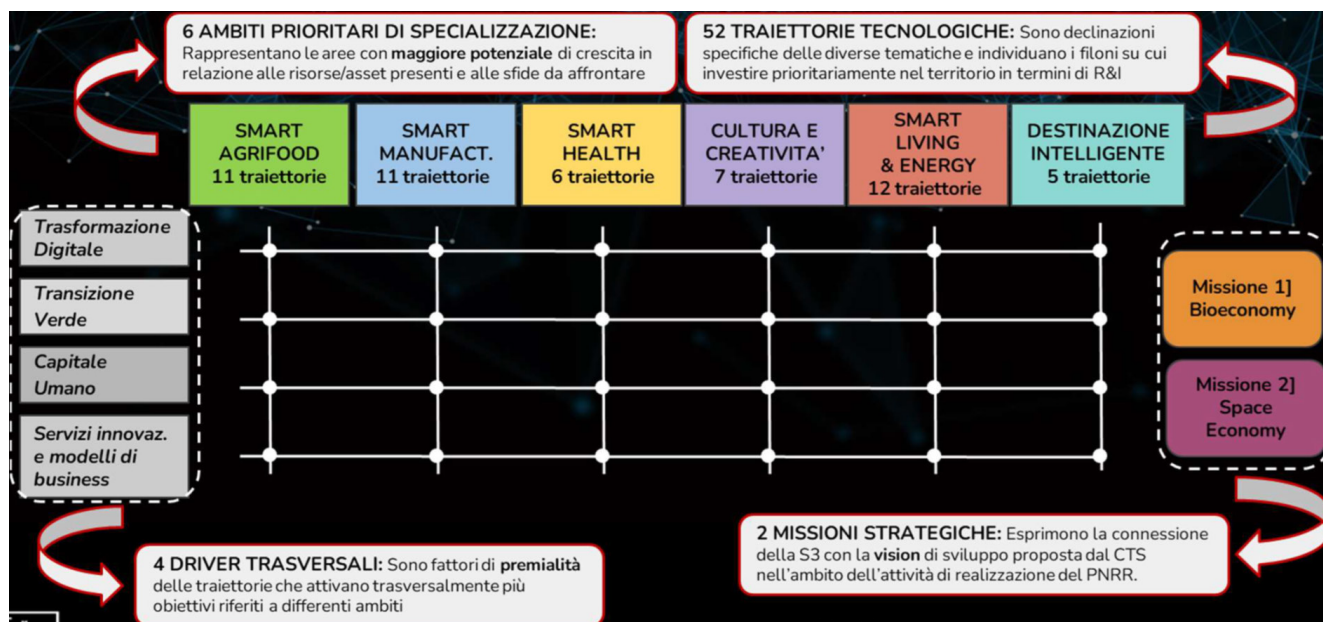 6 AMBITI PRIORITARI DI SPECIALIZZAZIONE:
Rappresentano le aree con maggiore potenziale di crescita in
relazione alle risorse/asset presenti e alle sfide da affrontare
52 TRAIETTORIE TECNOLOGICHE: Sono declinazioni
specifiche delle diverse tematiche e individuano i filoni su cui
investire prioritariamente nel territorio in termini di R&I
SMART
AGRIFOOD
11 traiettorie
SMART
MANUFACT.
11 traiettorie
SMART
HEALTH
6 traiettorie
CULTURA E
CREATIVITA’
7 traiettorie
SMART
LIVING
& ENERGY
12 traiettorie
DESTINAZIONE
INTELLIGENTE
5 traiettorie
Trasformazione
Digitale
Transizione
Verde
Capitale
Umano
Servizi innovaz.
e modelli di
business
Missione 1]
Bioeconomy
Missione 2]
Space
Economy
4 DRIVER TRASVERSALI: Sono fattori di premialità
delle traiettorie che attivano trasversalmente più
obiettivi riferiti a differenti ambiti
2 MISSIONI STRATEGICHE: Esprimono la connessione
della S3 con la vision di sviluppo proposta dal CTS
nell’ambito dell’attività di realizzazione del PNRR.